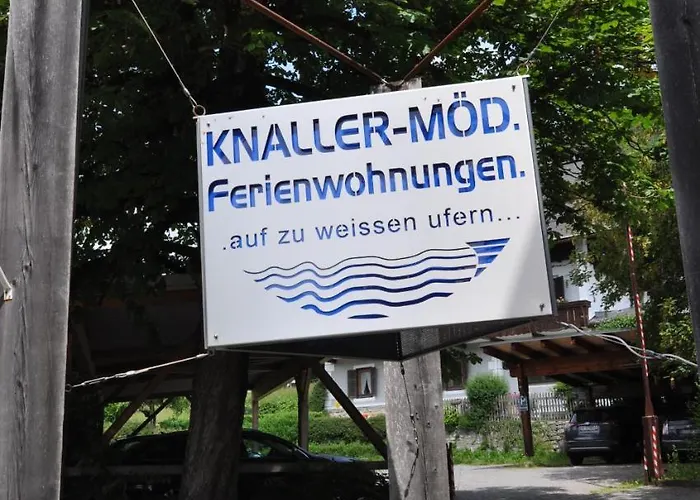 KNALLER-MÖD.
Ferienwohnungen.
.auf zu weissen ufern...